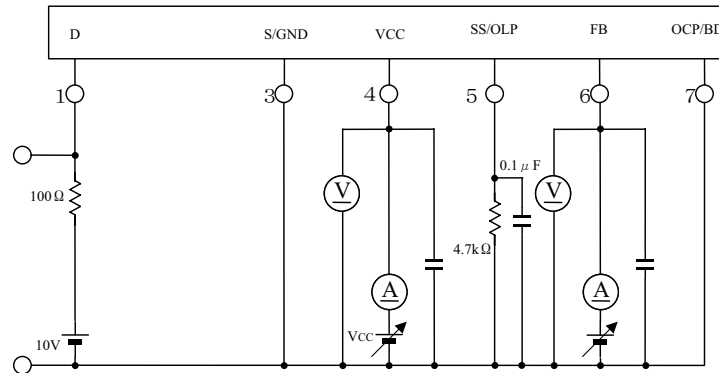 D S/GND VCC SS/OLP FB OCP/BD
1 3 4 5 6 7
0.1μF
V V
100Ω
4.7kΩ
A A
VCC
10V